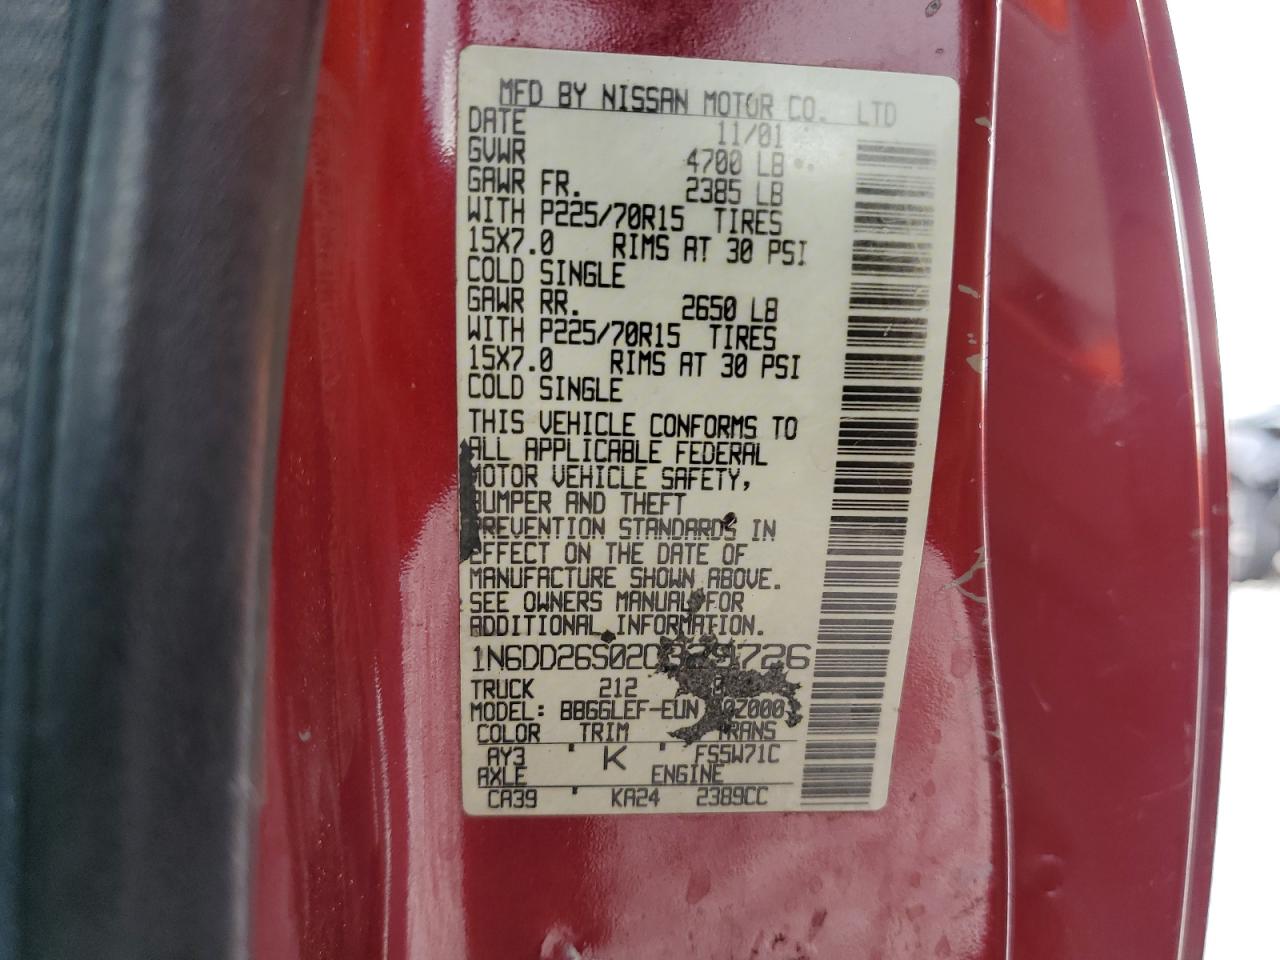 MFD BY NISSAN MOTOR CO. LTD
DATE 11/01
GVWR 4700 LB
GAWR FR. 2385 LB
WITH P225/70R15 TIRES
15X7.0 RIMS AT 30 PSI
COLD SINGLE
GAWR RR. 2650 LB
WITH P225/70R15 TIRES
15X7.0 RIMS AT 30 PSI
COLD SINGLE
THIS VEHICLE CONFORMS TO
ALL APPLICABLE FEDERAL
MOTOR VEHICLE SAFETY,
BUMPER AND THEFT
PREVENTION STANDARDS IN
EFFECT ON THE DATE OF
MANUFACTURE SHOWN ABOVE.
SEE OWNERS MANUAL FOR
ADDITIONAL INFORMATION.
TRUCK 212
MODEL:
COLOR TRIM TRANS
AY3 K FS5W71C
AXLE ENGINE
CA39 KA24 2389CC